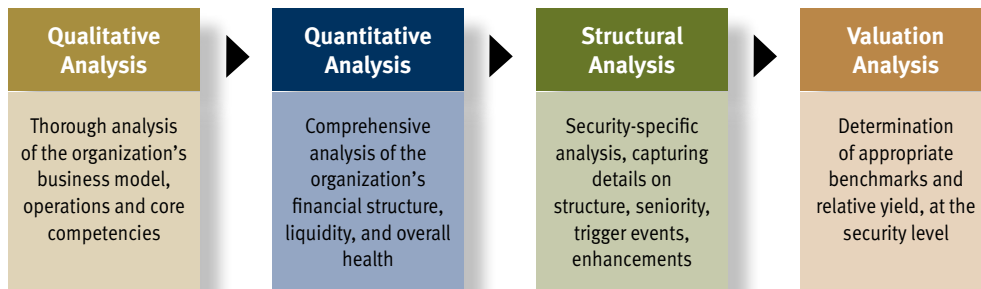 Qualitative
Analysis
Thorough analysis
of the organization's
business model,
operations and core
competencies
Quantitative
Analysis
Comprehensive
analysis of the
organization's
financial structure,
liquidity, and overall
health
Structural
Analysis
Security-specific
analysis, capturing
details on
structure, seniority,
trigger events,
enhancements
Valuation
Analysis
Determination
of appropriate
benchmarks and
relative yield, at the
security level